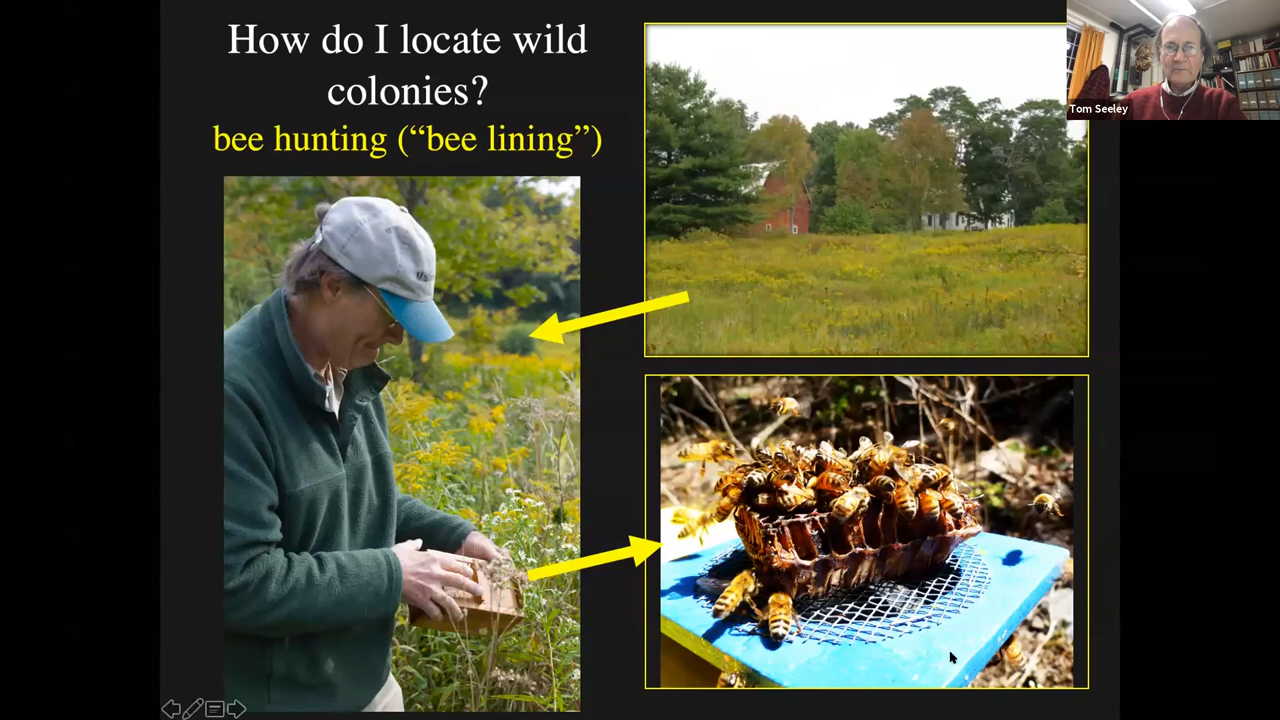 How do I locate wild
colonies?
bee hunting (“bee lining”)
Tom Seeley